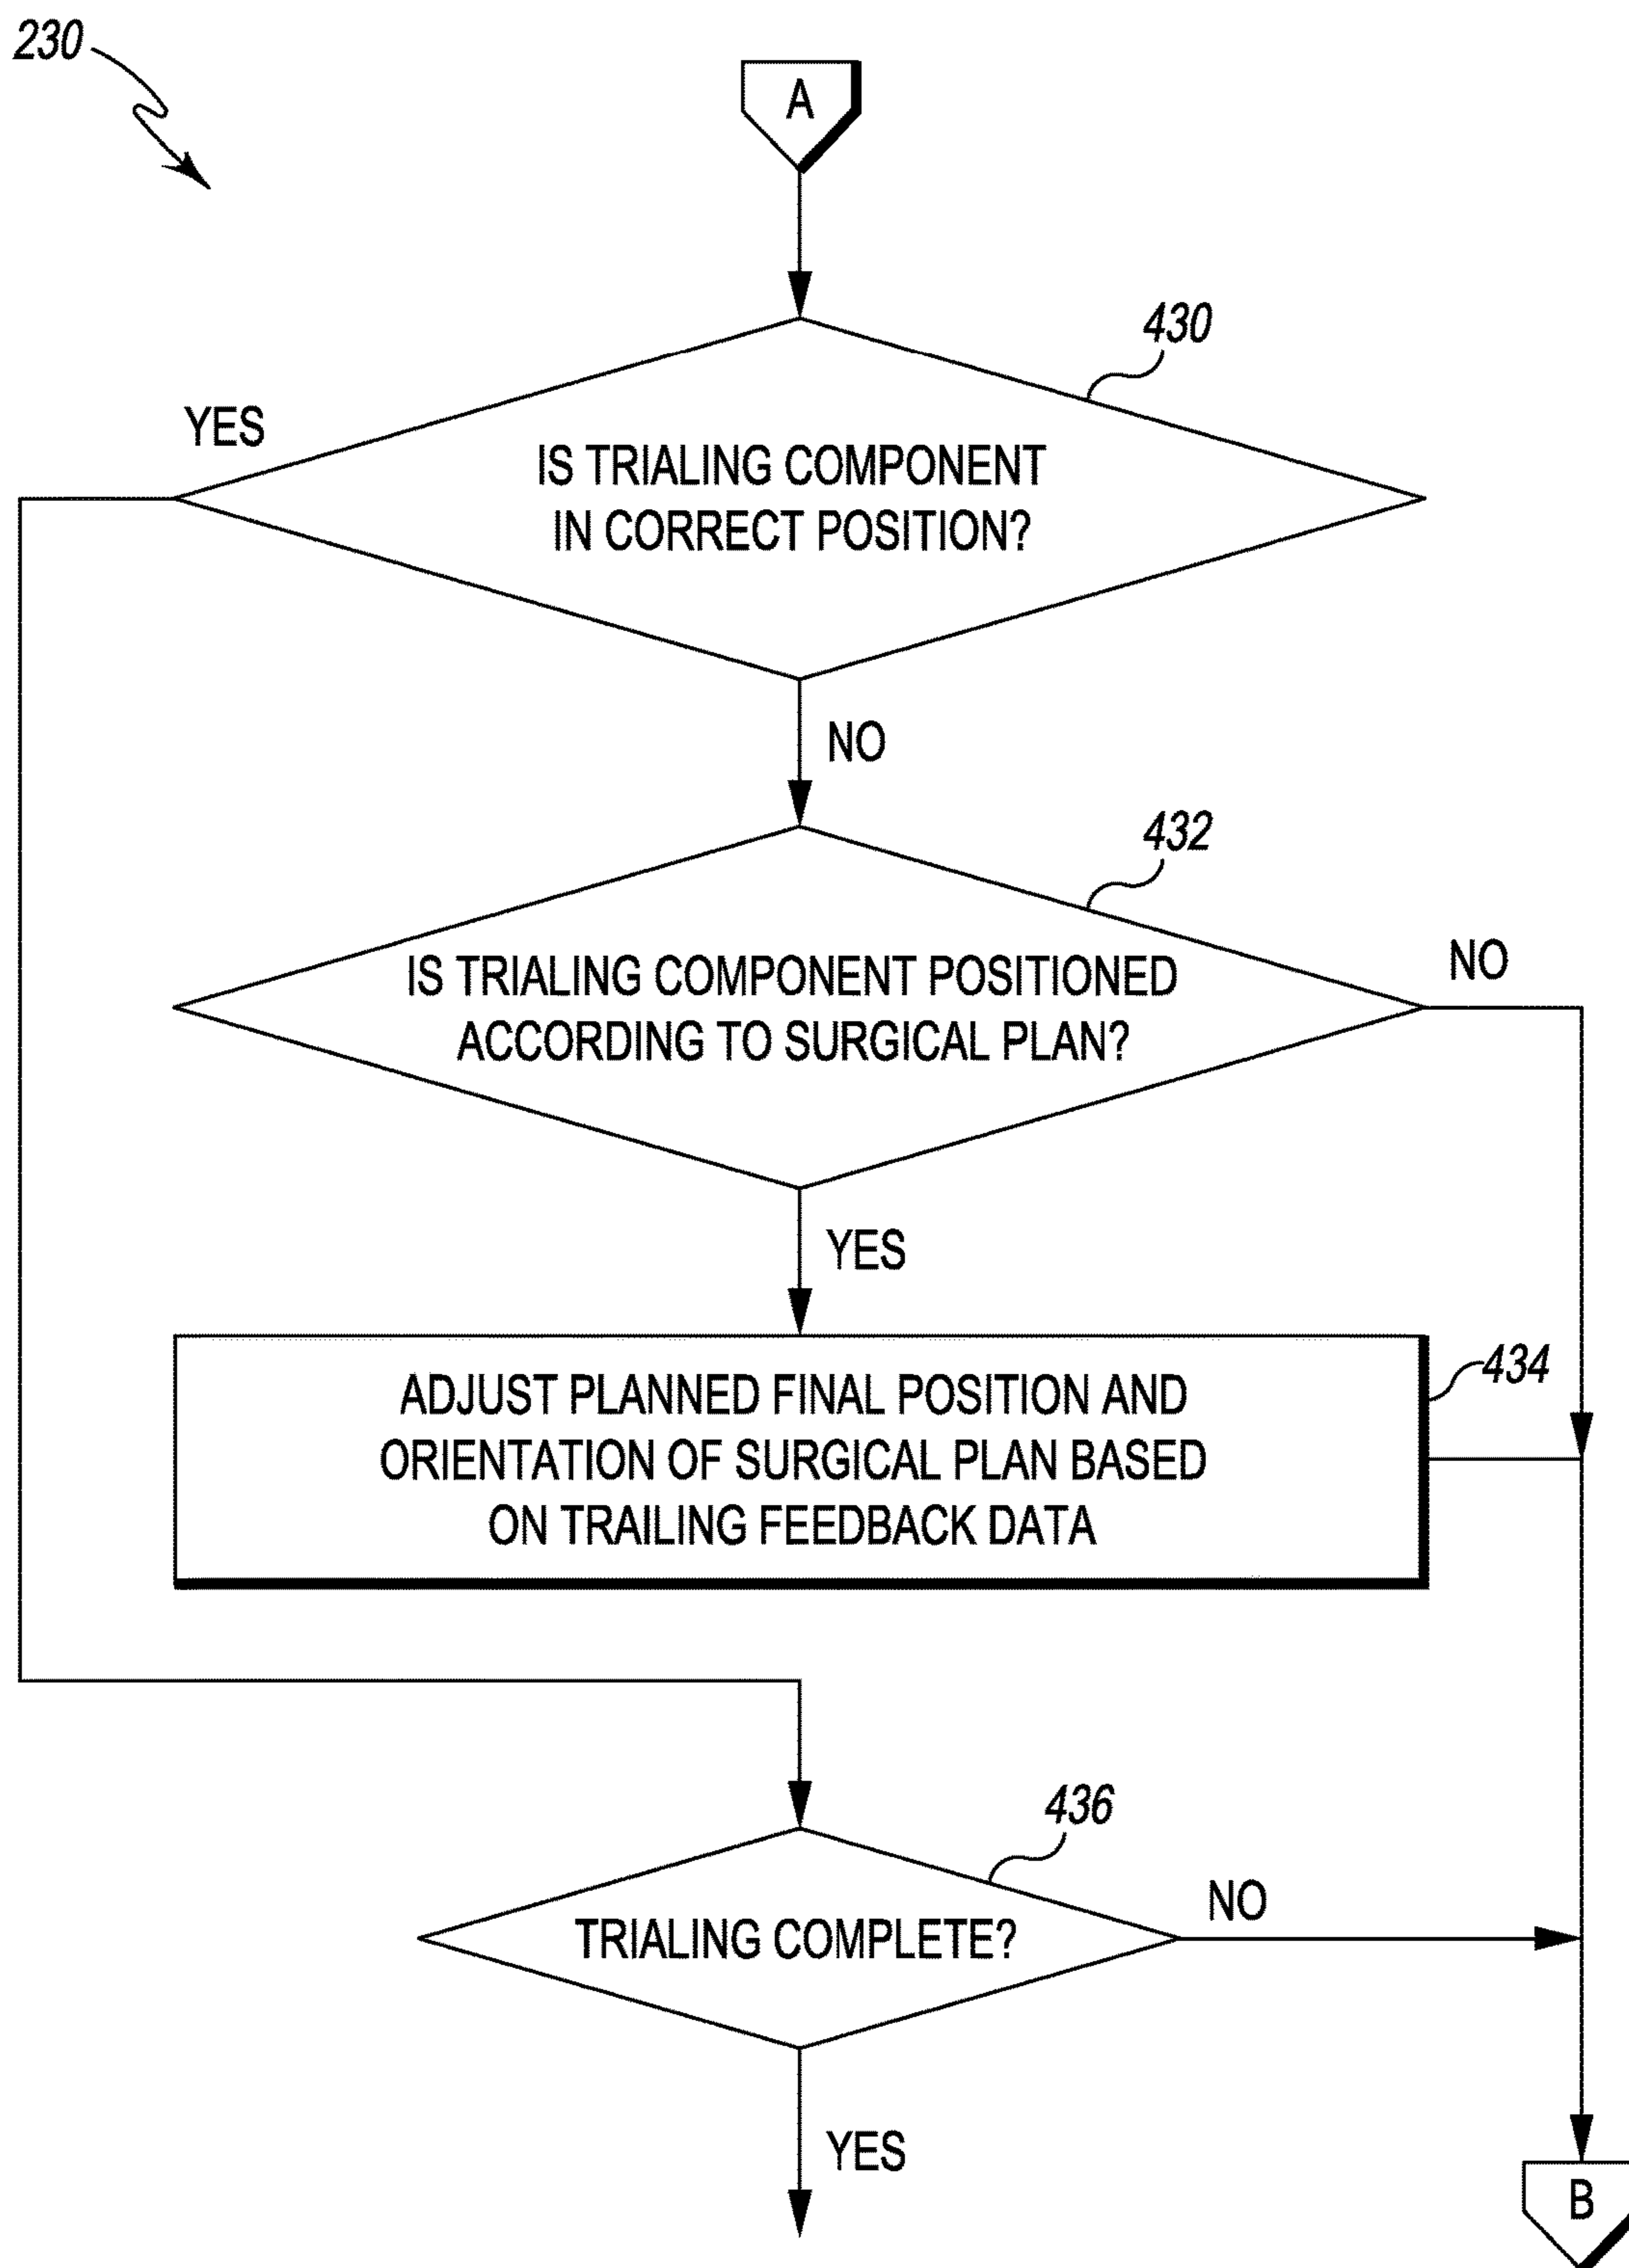 230
A
430
YES
IS TRIALING COMPONENT
IN CORRECT POSITION?
NO
432
NO
IS TRIALING COMPONENT POSITIONED
ACCORDING TO SURGICAL PLAN?
YES
434
ADJUST PLANNED FINAL POSITION AND
ORIENTATION OF SURGICAL PLAN BASED
ON TRAILING FEEDBACK DATA
436
NO
TRIALING COMPLETE?
YES
B